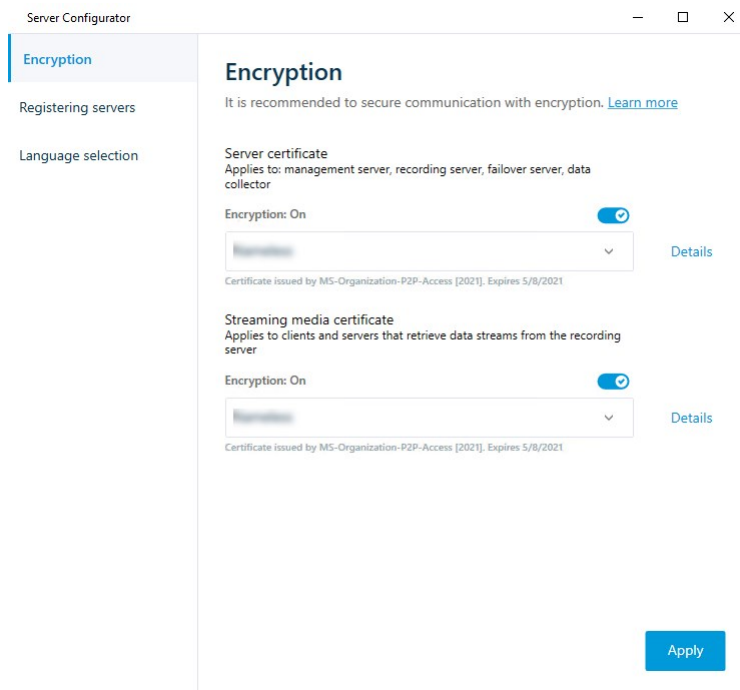 Server Configurator
Encryption
Registering servers
Language selection
Encryption
It is recommended to secure communication with encryption. Learn more
Server certificate
Applies to: management server, recording server, failover server, data
collector
Encryption: On
Details
Certificate issued by MS-Organization-P2P-Access [2021]. Expires 5/8/2021
Streaming media certificate
Applies to clients and servers that retrieve data streams from the recording
server
Encryption: On
Details
Certificate issued by MS-Organization-P2P-Access [2021]. Expires 5/8/2021
Apply